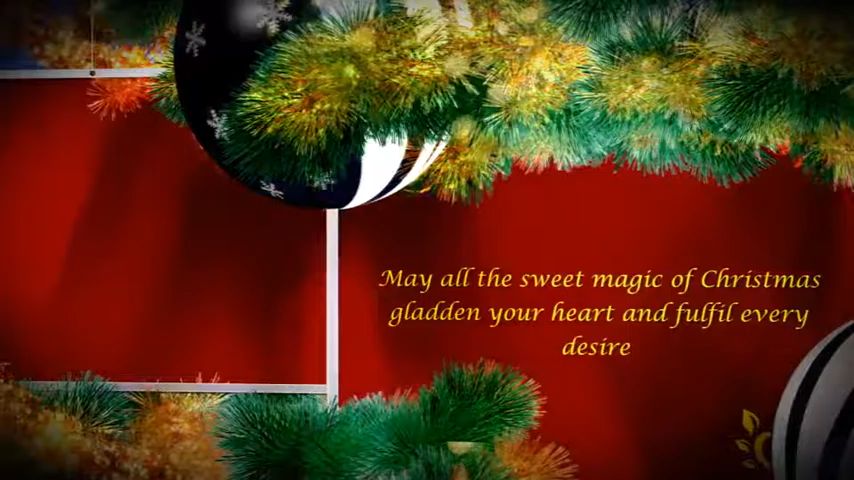 May all the sweet magic of Christmas
gladden your heart and fulfil every
desire